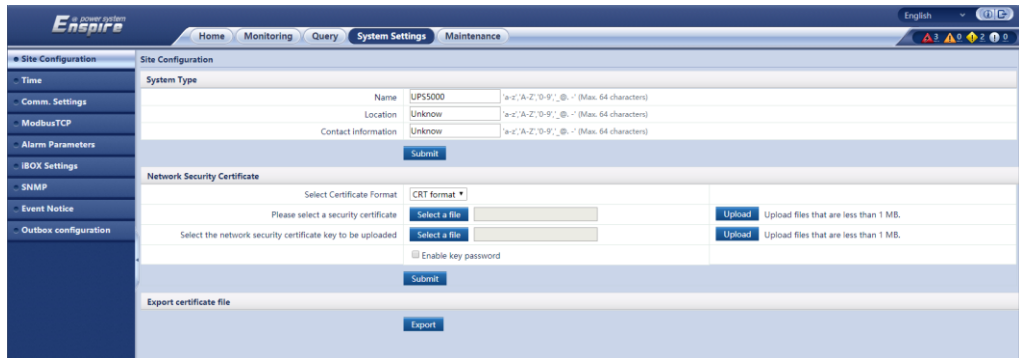 Enspire e power system
English
Home Monitoring Query System Settings Maintenance
3 0 2 0
Site Configuration
Time
Comm. Settings
ModbusTCP
Alarm Parameters
iBOX Settings
SNMP
Event Notice
Outbox configuration
Site Configuration
System Type
Name UPS5000 'a-z','A-Z','0-9','_@. -' (Max. 64 characters)
Location Unknow 'a-z','A-Z','0-9','_@. -' (Max. 64 characters)
Contact information Unknow 'a-z','A-Z','0-9','_@. -' (Max. 64 characters)
Submit
Network Security Certificate
Select Certificate Format CRT format
Please select a security certificate Select a file Upload Upload files that are less than 1 MB.
Select the network security certificate key to be uploaded Select a file Upload Upload files that are less than 1 MB.
Enable key password
Submit
Export certificate file
Export